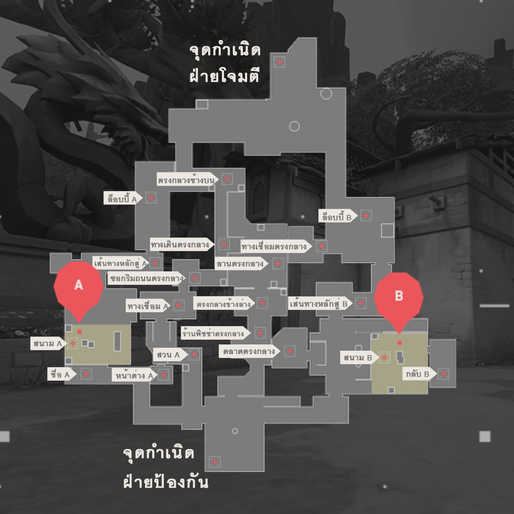 จุดกำเนิด
ฝ่ายโจมตี
ตรงกลางข้างบน
ล็อบบี้ A
ล็อบบี้ B
ทางเดินตรงกลาง
ทางเชื่อมตรงกลาง
เส้นทางหลักสู่ A
ลานตรงกลาง
ตรอกริมถนนตรงกลาง
A
B
ทางเชื่อม A
ตรงกลางข้างล่าง
เส้นทางหลักสู่ B
ร้านพิซซ่าตรงกลาง
สนาม A
สวน A
ตลาดตรงกลาง
สนาม B
หน้าต่าง A
กลับ B
จุดกำเนิด
ฝ่ายป้องกัน